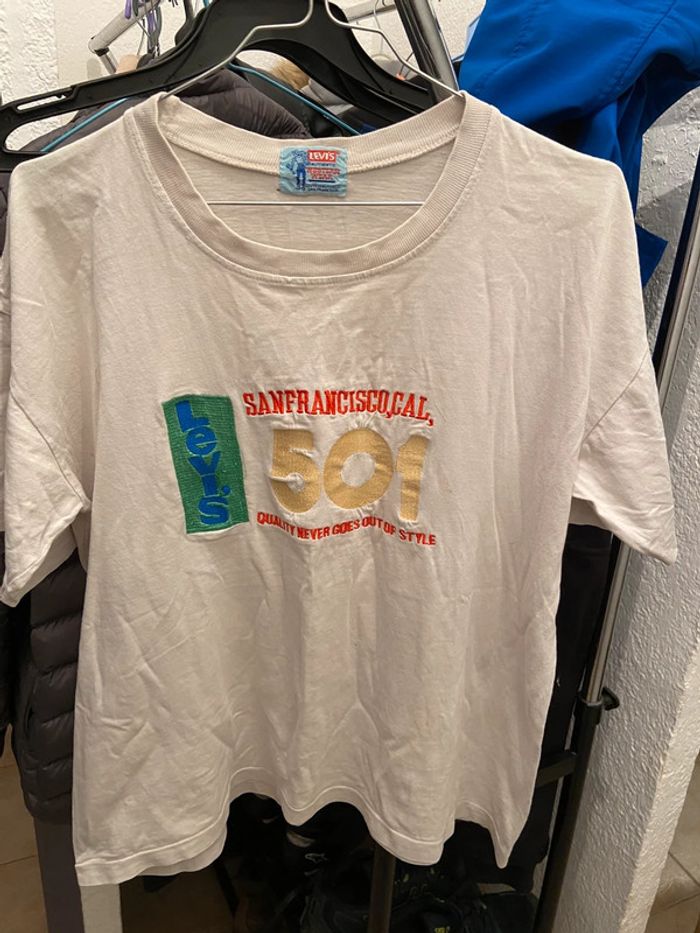 LEVI'S
Levi's
SANFRANCISCO,CAL,
501
QUALITY NEVER GOES OUT OF STYLE